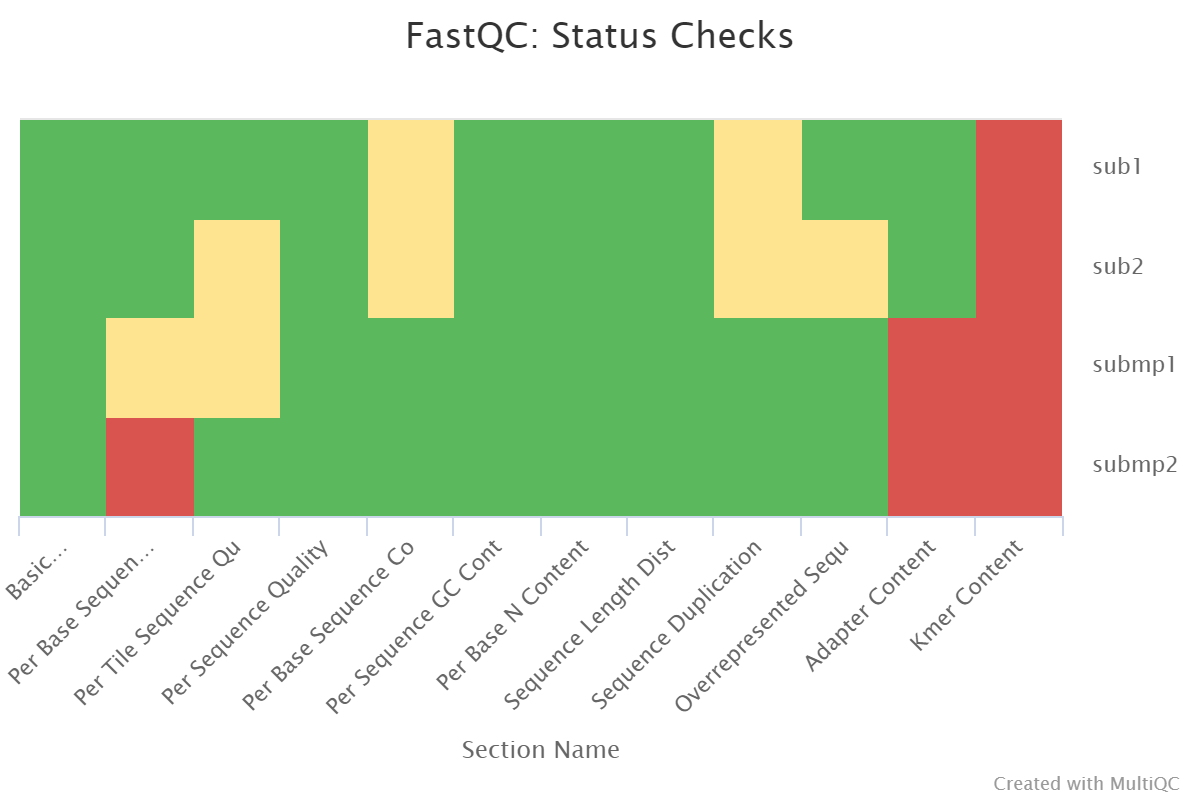 FastQC: Status Checks
sub1
sub2
submp1
submp2
Basic...
Per Base Sequen...
Per Tile Sequence Qu
Per Sequence Quality
Per Base Sequence Co
Per Sequence GC Cont
Per Base N Content
Sequence Length Dist
Sequence Duplication
Overrepresented Sequ
Adapter Content
Kmer Content
Section Name
Created with MultiQC